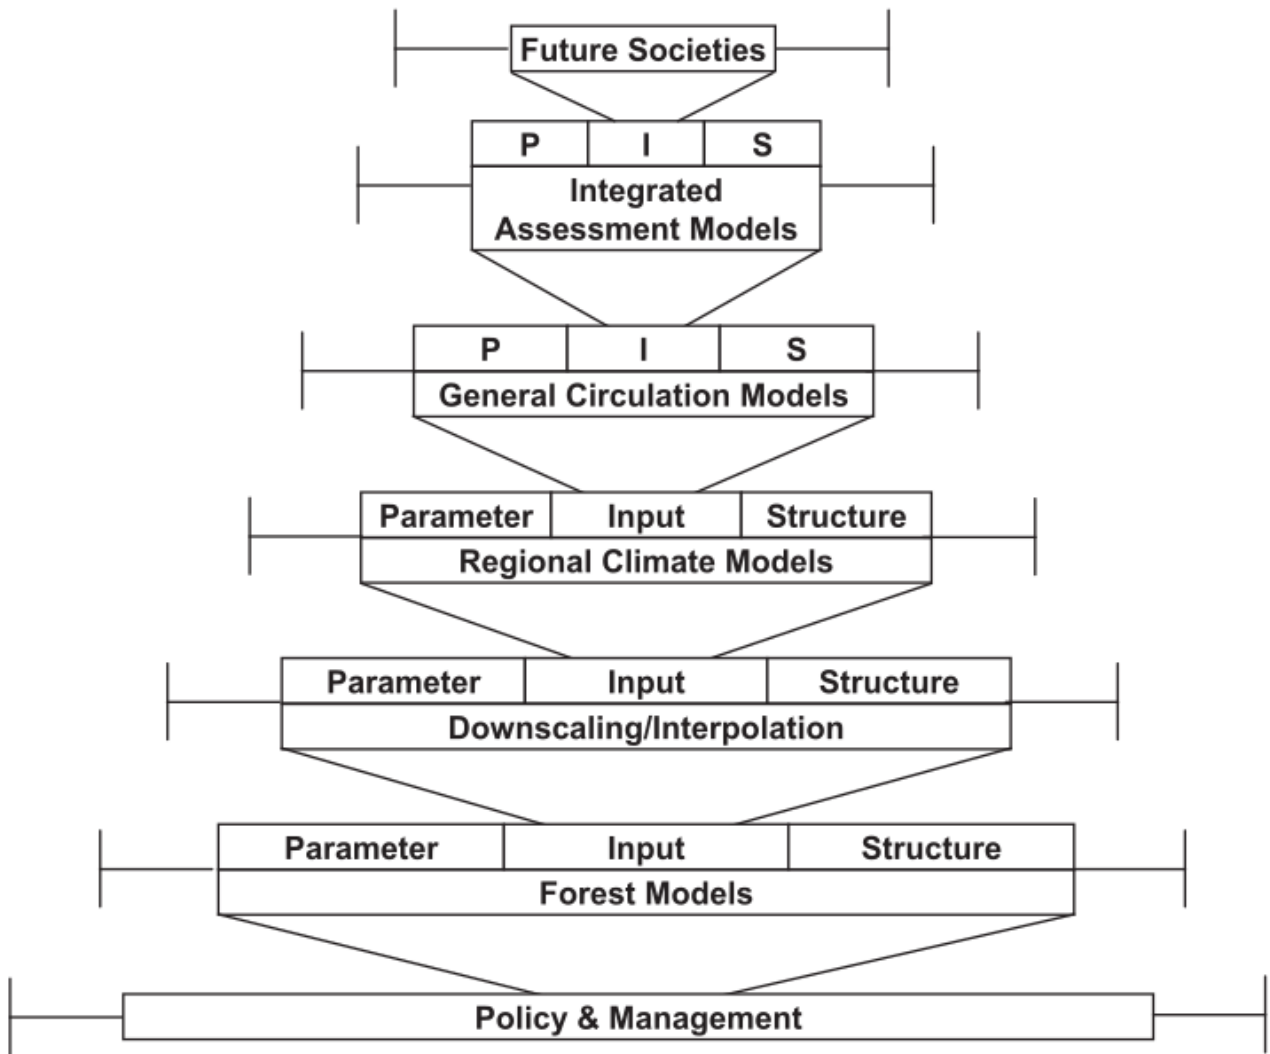 Future Societies
P I S
Integrated
Assessment Models
P I S
General Circulation Models
Parameter Input Structure
Regional Climate Models
Parameter Input Structure
Downscaling/Interpolation
Parameter Input Structure
Forest Models
Policy & Management